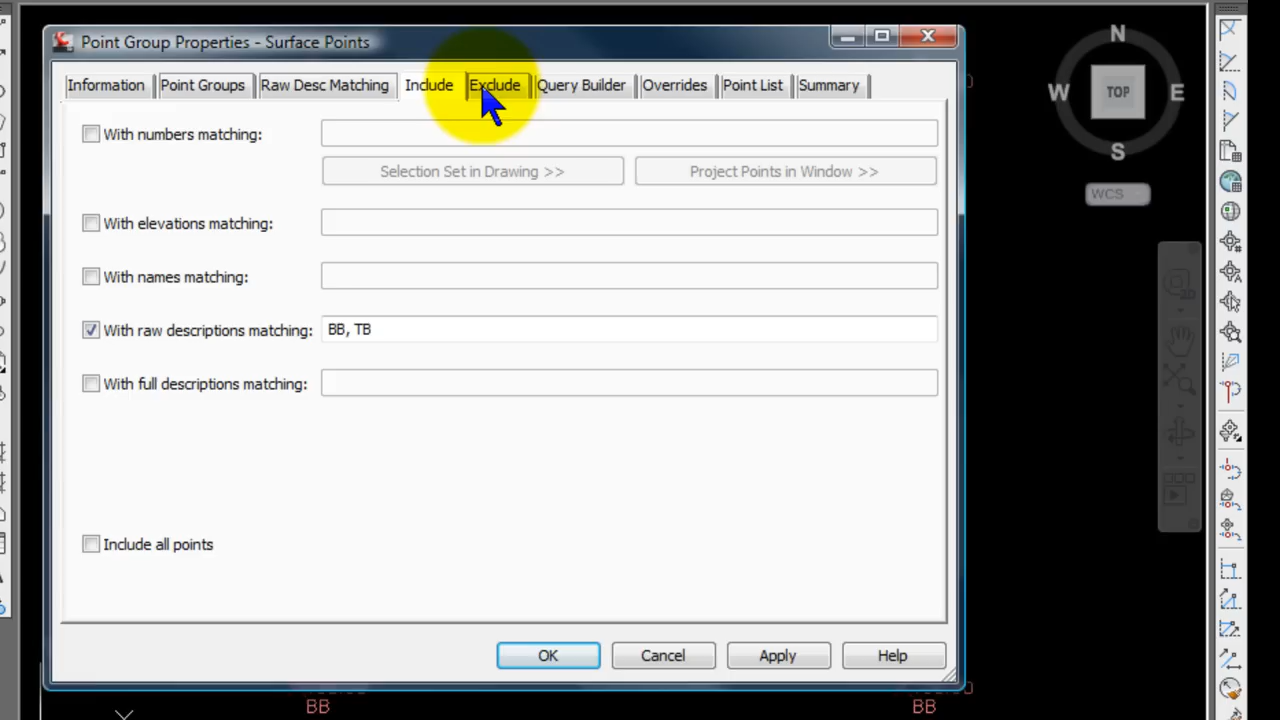 Point Group Properties - Surface Points
Information Point Groups Raw Desc Matching Include Exclude Query Builder Overrides Point List Summary
With numbers matching:
Selection Set in Drawing >> Project Points in Window >>
With elevations matching:
With names matching:
With raw descriptions matching: BB, TB
With full descriptions matching:
Include all points
OK Cancel Apply Help
N
W TOP E
S
WCS
BB BB